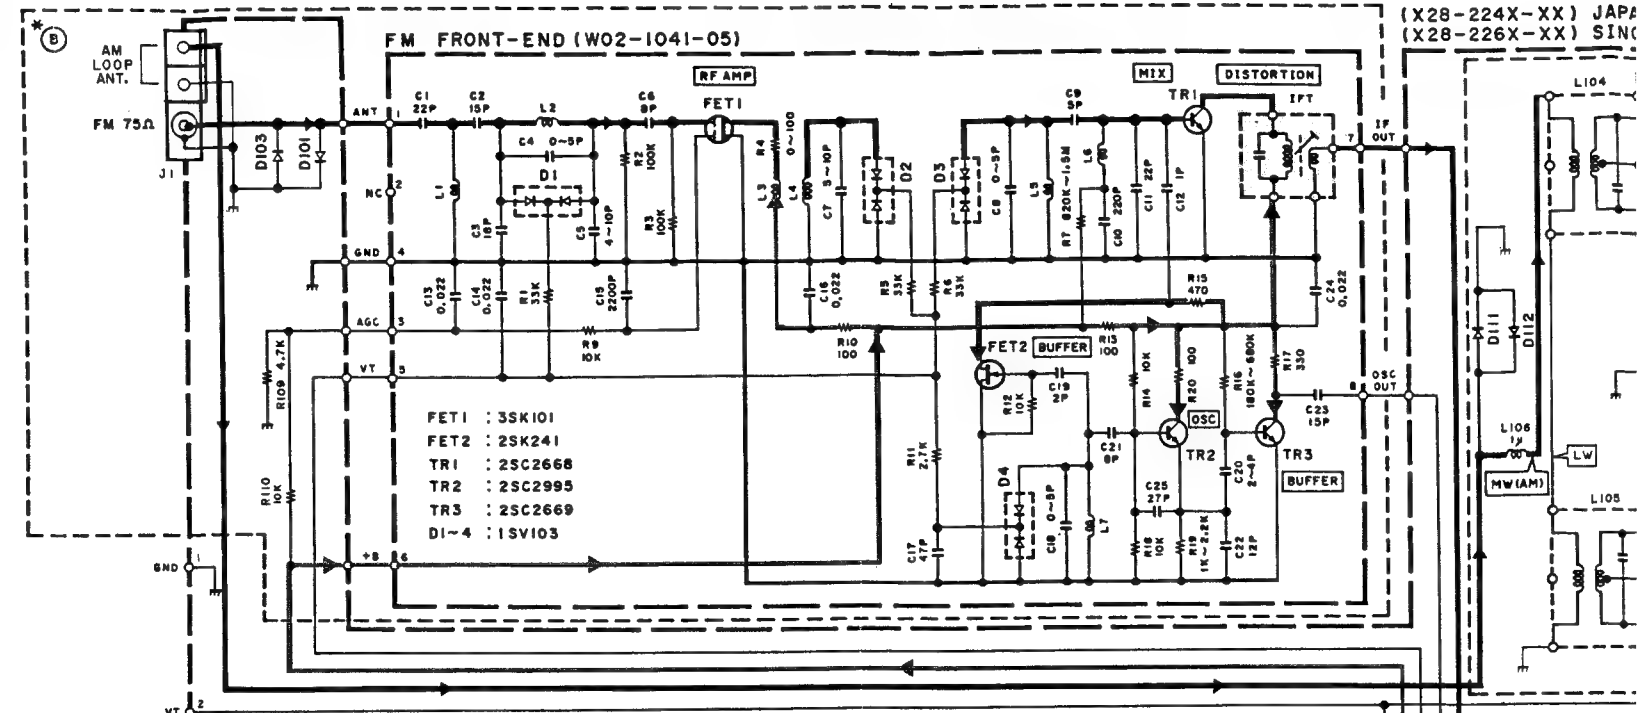 (X28-224X-XX) JAPA
(X28-226X-XX) SING
* B
AM
LOOP
ANT.
FM 75Ω
J1
D103
D101
FM FRONT-END (W02-1041-05)
RF AMP
MIX
DISTORTION
ANT 1
C1
22P
C2
15P
L2
C6
8P
FET1
C9
5P
TR1
IFT
7
IF
OUT
L104
NC 2
L1
C4 0~5P
D1
C3
18P
C5
4~10P
R2
100K
R3
100K
R4
0~100
L3
L4
C7
5~10P
D2
D3
C8
0~5P
L5
R7 820K~1.5M
L6
C10
220P
C11
22P
C12
1P
GND 4
C13
0.022
C14
0.022
R1
33K
C15
2200P
C16
0.022
R5
33K
R6
33K
R15
470
C24
0.022
AGC 3
R9
10K
R10
100
R13
100
R109 4.7K
VT 5
FET2
BUFFER
C19
2P
R12
10K
R14
10K
R20
100
R16
180K~680K
R17
330
8
OSC
OUT
C23
15P
D111
D112
FET1 : 3SK101
FET2 : 2SK241
TR1 : 2SC2668
TR2 : 2SC2995
TR3 : 2SC2669
D1~4 : 1SV103
R11
2.7K
D4
C21
8P
OSC
TR2
C20
2~4P
TR3
BUFFER
L106
1μ
LW
MW(AM)
L105
R110
10K
C25
27P
C17
47P
C18
0~5P
L7
R18
10K
R19
1K~2.2K
C22
12P
+B 6
GND 1
VT 2